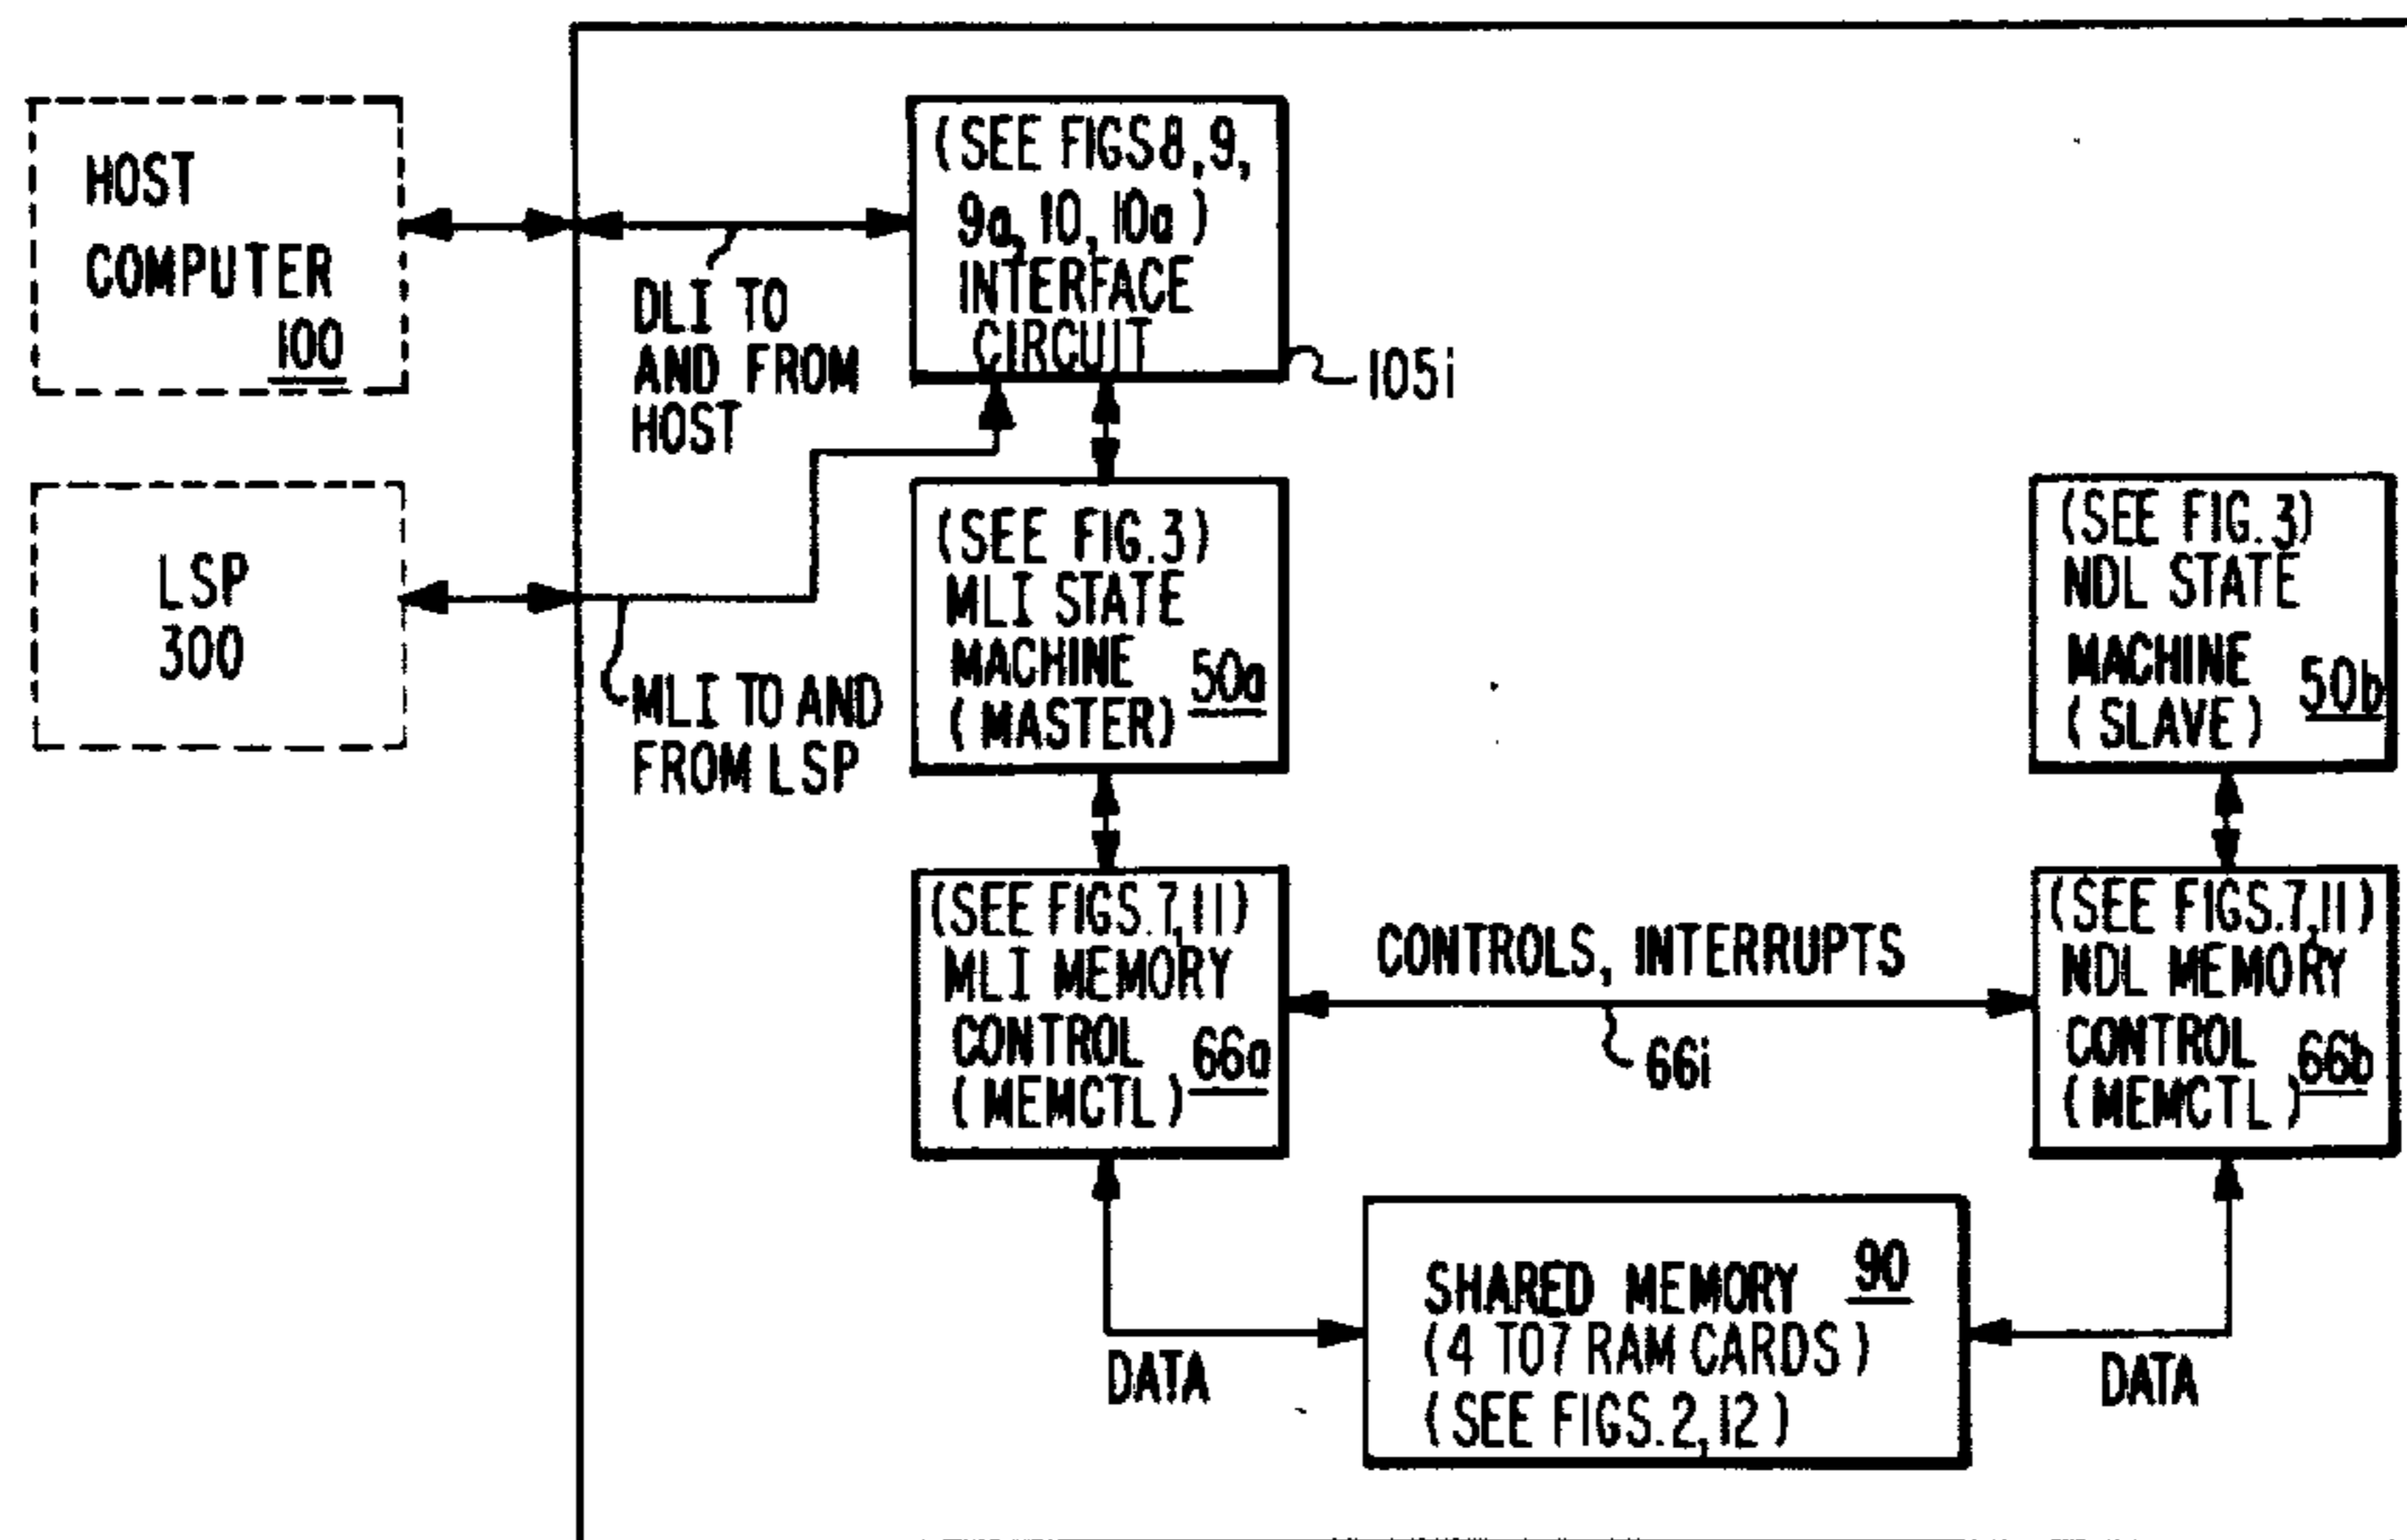 HOST
COMPUTER
100
DLI TO
AND FROM
HOST
(SEE FIGS 8,9,
9a,10,10a)
INTERFACE
CIRCUIT
105i
LSP
300
MLI TO AND
FROM LSP
(SEE FIG.3)
MLI STATE
MACHINE
(MASTER)
50a
(SEE FIG.3)
NDL STATE
MACHINE
(SLAVE)
50b
(SEE FIGS.7,11)
MLI MEMORY
CONTROL
(MEMCTL)
66a
CONTROLS, INTERRUPTS
66i
(SEE FIGS.7,11)
NDL MEMORY
CONTROL
(MEMCTL)
66b
DATA
SHARED MEMORY 90
(4 TO7 RAM CARDS)
(SEE FIGS.2,12)
DATA